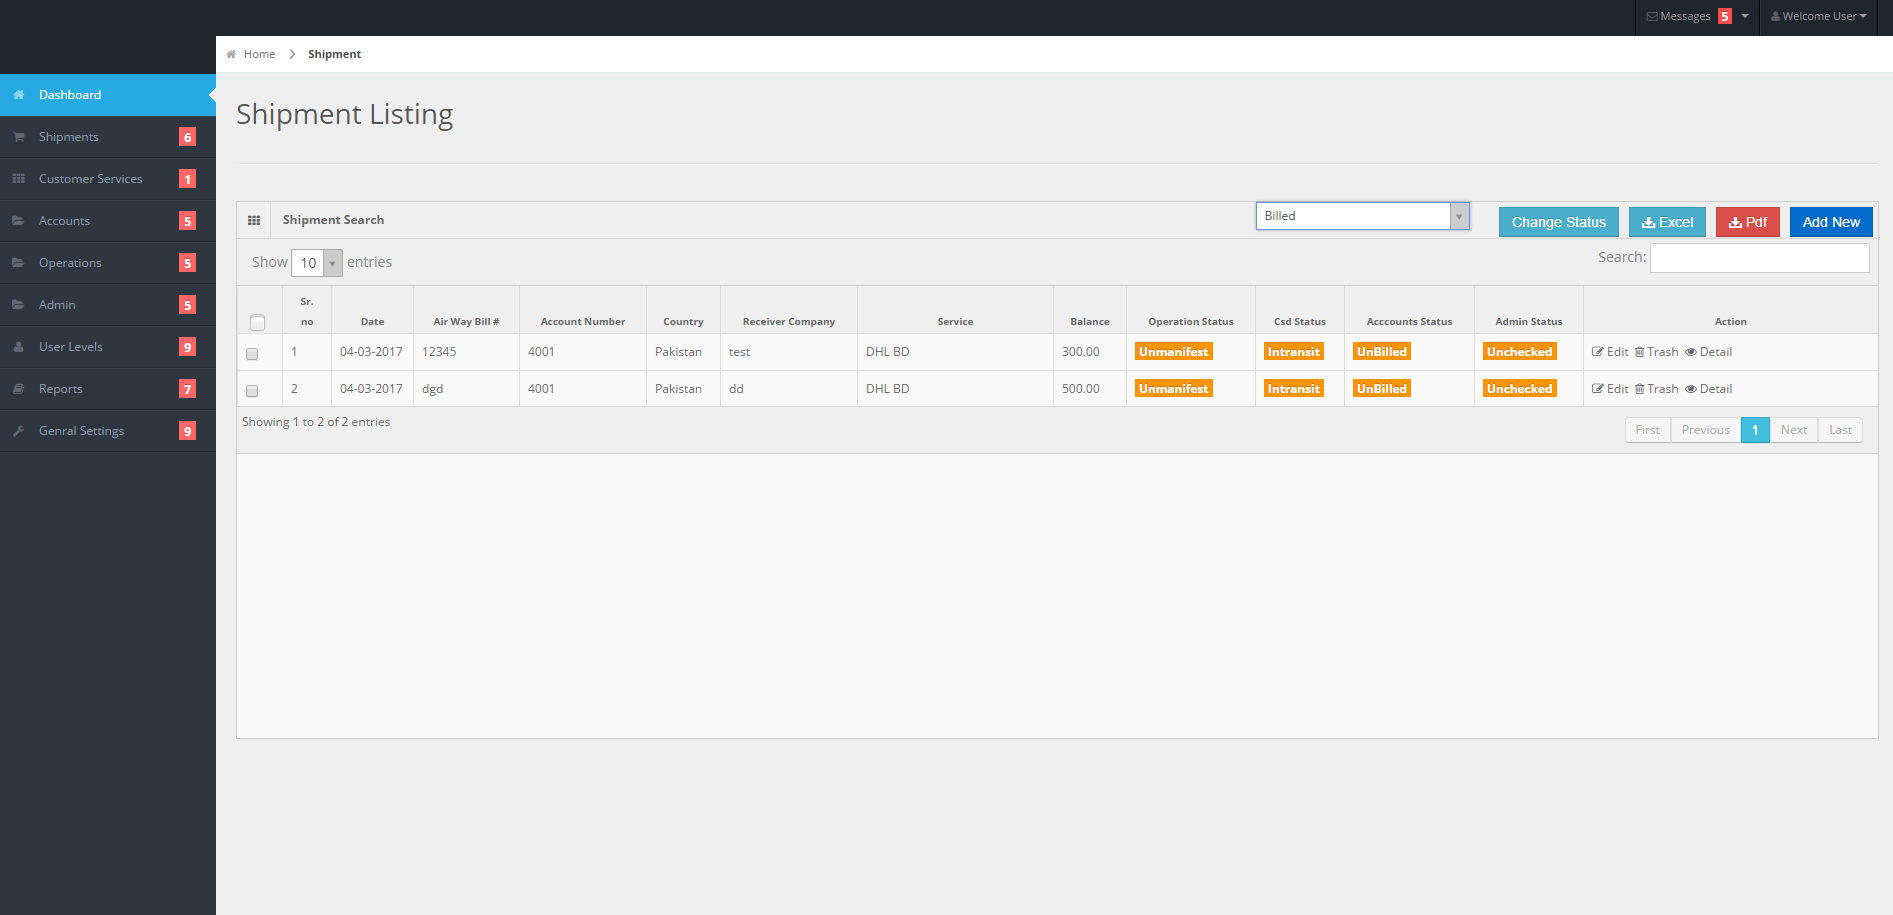 Messages 5 Welcome User
Home Shipment
Dashboard
Shipments 6
Customer Services 1
Accounts 5
Operations 5
Admin 5
User Levels 9
Reports 7
Genral Settings 9
Shipment Listing
Shipment Search Billed Change Status Excel Pdf Add New
Show 10 entries Search:
Sr. no Date Air Way Bill # Account Number Country Receiver Company Service Balance Operation Status Csd Status Acccounts Status Admin Status Action
1 04-03-2017 12345 4001 Pakistan test DHL BD 300.00 Unmanifest Intransit UnBilled Unchecked Edit Trash Detail
2 04-03-2017 dgd 4001 Pakistan dd DHL BD 500.00 Unmanifest Intransit UnBilled Unchecked Edit Trash Detail
Showing 1 to 2 of 2 entries First Previous 1 Next Last